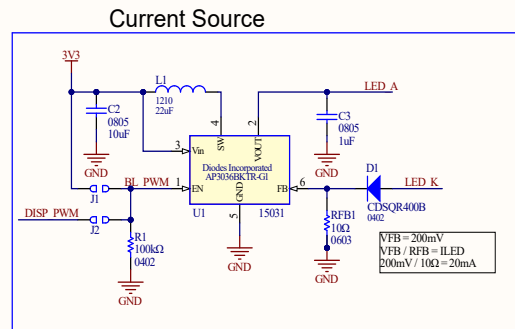 Current Source
3V3
L1
1210
22uF
LED_A
C2
0805
10uF
C3
0805
1uF
4
2
SW
VOUT
GND
3
Vin
Diodes Incorporated
AP3036BKTR-G1
GND
BL_PWM
1
EN
GND
FB
6
D1
LED_K
J1
U1
15031
CDSQR400B
0402
DISP_PWM
J2
5
RFB1
10Ω
0603
R1
100kΩ
0402
GND
GND
GND
VFB = 200mV
VFB / RFB = ILED
200mV / 10Ω = 20mA